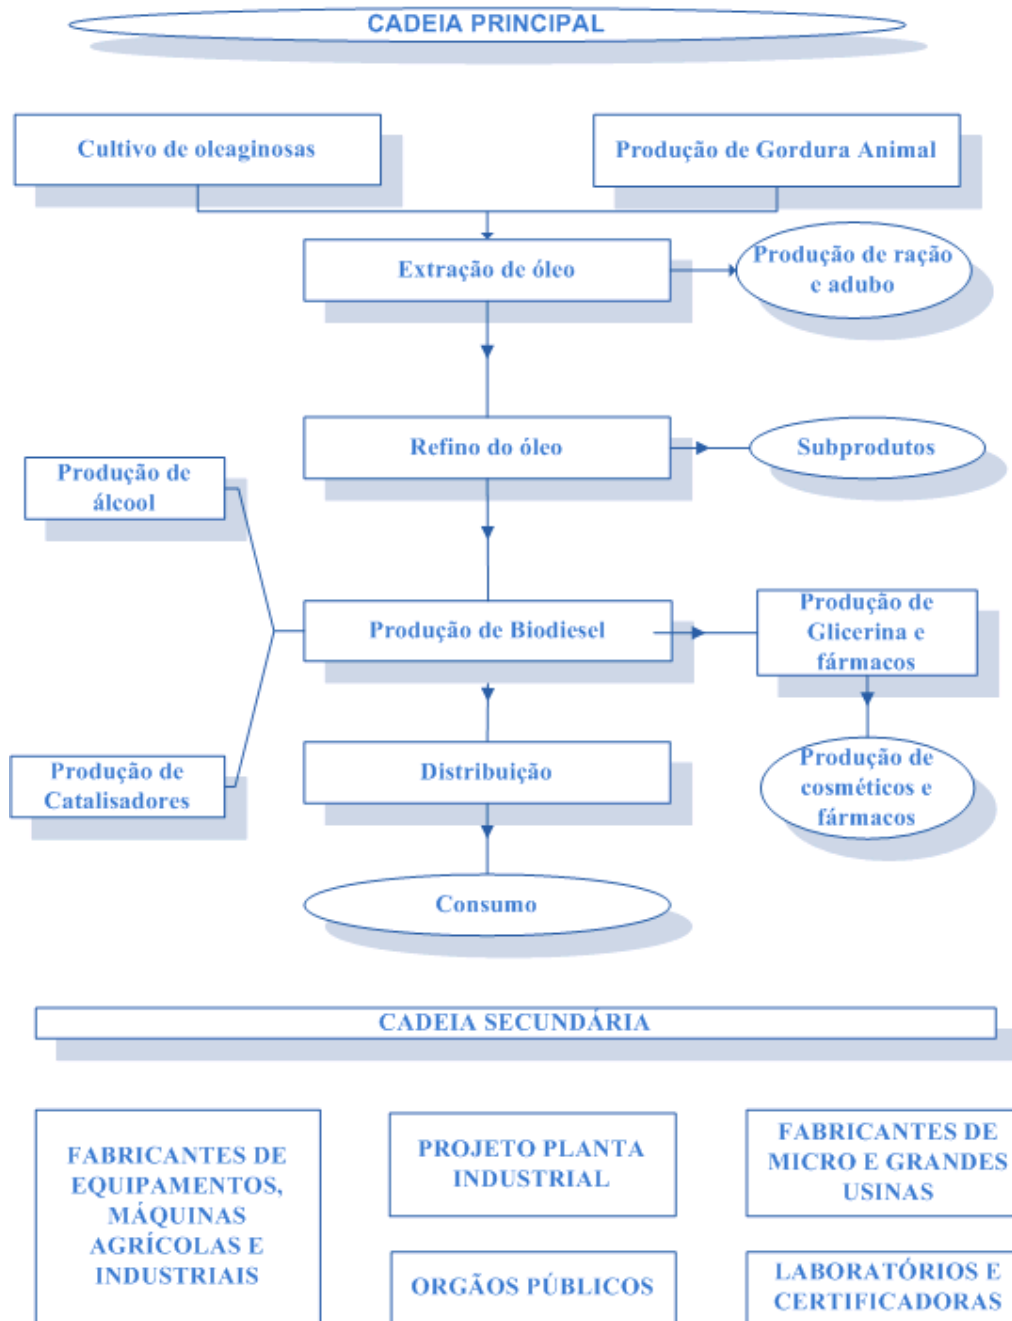 CADEIA PRINCIPAL
Cultivo de oleaginosas
Produção de Gordura Animal
Extração de óleo
Produção de ração
e adubo
Refino do óleo
Subprodutos
Produção de
álcool
Produção de Biodiesel
Produção de
Glicerina e
fármacos
Produção de
Catalisadores
Distribuição
Produção de
cosméticos e
fármacos
Consumo
CADEIA SECUNDÁRIA
FABRICANTES DE
EQUIPAMENTOS,
MÁQUINAS
AGRÍCOLAS E
INDUSTRIAIS
PROJETO PLANTA
INDUSTRIAL
FABRICANTES DE
MICRO E GRANDES
USINAS
ORGÃOS PÚBLICOS
LABORATÓRIOS E
CERTIFICADORAS